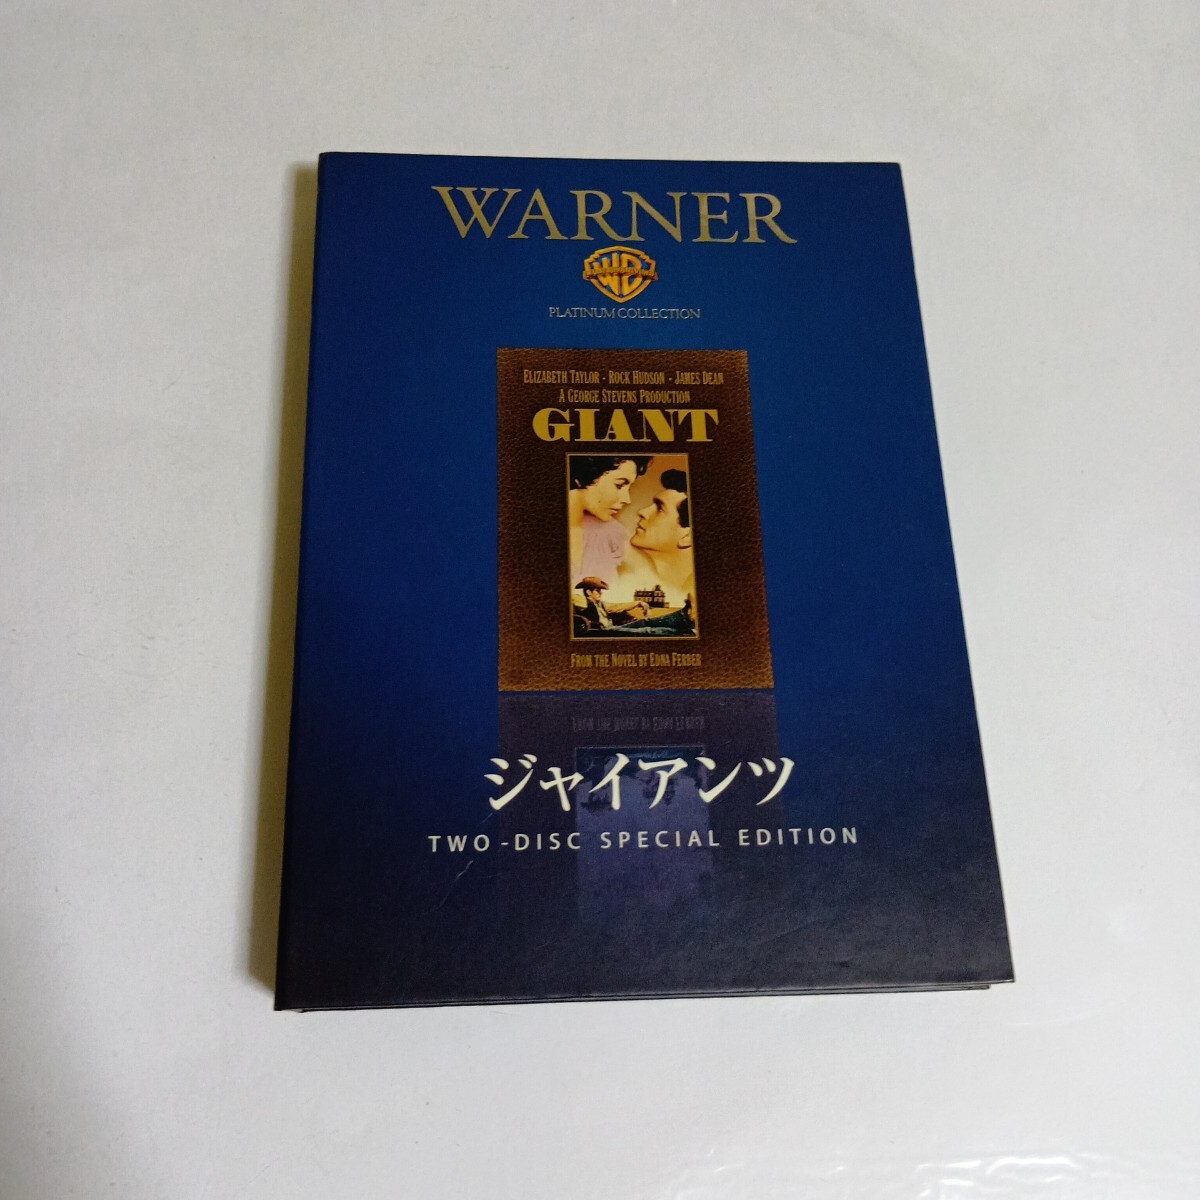 WARNER
WB
PLATINUM COLLECTION
ELIZABETH TAYLOR - ROCK HUDSON - JAMES DEAN
A GEORGE STEVENS PRODUCTION
GIANT
FROM THE NOVEL BY EDNA FERBER
ジャイアンツ
TWO-DISC SPECIAL EDITION